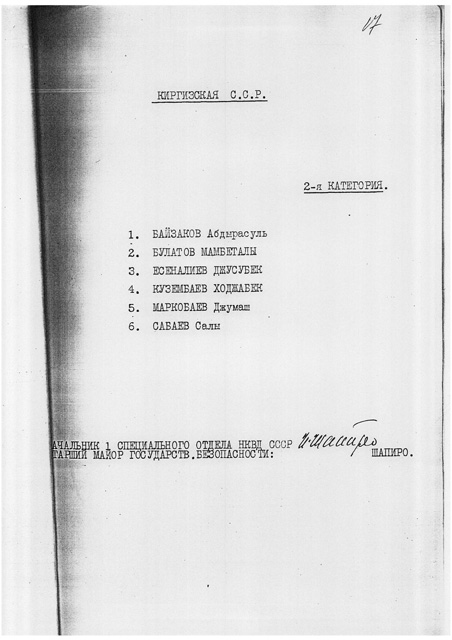 17
КИРГИЗСКАЯ С.С.Р.
2-я КАТЕГОРИЯ.
1. БАЙЗАКОВ Абдырасуль
2. БУЛАТОВ МАМБЕТАЛЫ
3. ЕСЕНАЛИЕВ ДЖУСУБЕК
4. КУЗЕМБАЕВ ХОДЖАБЕК
5. МАРКОБАЕВ Джумаш
6. САБАЕВ Салы
АЧАЛЬНИК 1 СПЕЦИАЛЬНОГО ОТДЕЛА НКВД СССР И. Шапиро
ТАРШИЙ МАЙОР ГОСУДАРСТВ.БЕЗОПАСНОСТИ: ШАПИРО.